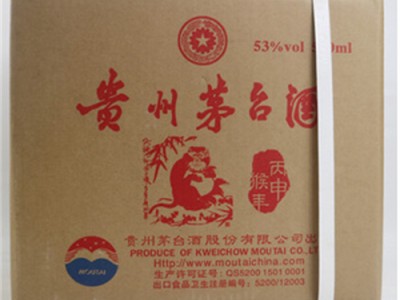 53%vol
贵州茅台酒
丙申
猴年
贵州茅台酒股份有限公司出
PRODUCE OF KWEICHOW MOUTAI CO.,L
http://www.moutaichina.com
生产许可证号: QS5200 1501 0001
出口食品卫生注册编号: 5200/12003
MOUTAI